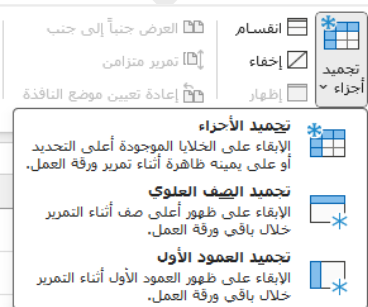 تجميد
أجزاء
انقسام
إخفاء
إظهار
العرض جنباً إلى جنب
تمرير متزامن
إعادة تعيين موضع النافذة
تجميد الأجزاء
الإبقاء على الخلايا الموجودة أعلى التحديد
أو على يمينه ظاهرة أثناء تمرير ورقة العمل.
تجميد الصف العلوي
الإبقاء على ظهور أعلى صف أثناء التمرير
خلال باقي ورقة العمل.
تجميد العمود الأول
الإبقاء على ظهور العمود الأول أثناء التمرير
خلال باقي ورقة العمل.